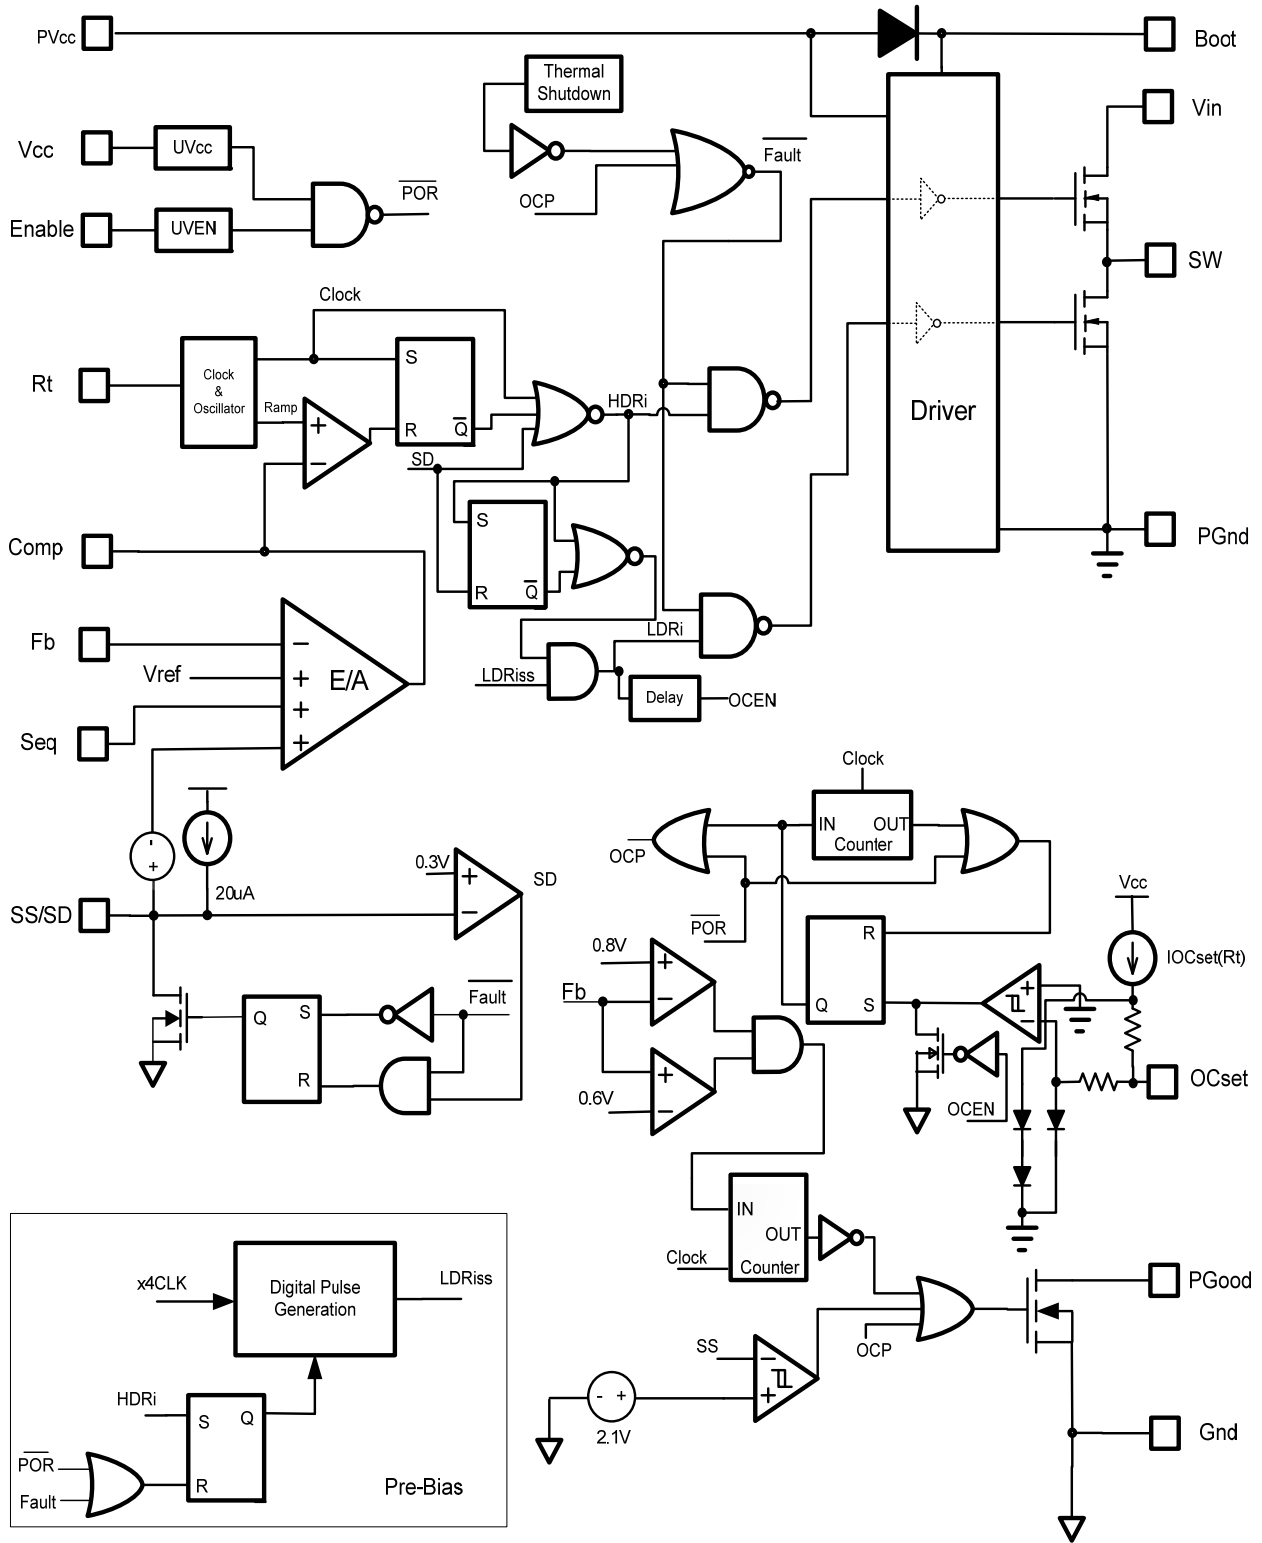 PVcc
Boot
Thermal
Shutdown
Vin
Vcc
UVcc
Fault
POR
OCP
Enable
UVEN
SW
Clock
Rt
Clock
&
Oscillator
Ramp
+
−
S
R
Q
HDRi
SD
Driver
S
R
Q
Comp
PGnd
Fb
Vref
Seq
−
+
+
+
E/A
LDRi
LDRiss
Delay
OCEN
Clock
IN
OUT
Counter
OCP
-
+
20uA
0.3V
+
−
SD
SS/SD
POR
Vcc
R
Q
S
IOCset(Rt)
0.8V
+
−
Fb
Fault
Q
S
R
+
−
0.6V
+
−
OCEN
OCset
IN
OUT
Counter
Clock
x4CLK
Digital Pulse
Generation
LDRiss
PGood
SS
−
+
OCP
HDRi
S
Q
R
- +
2.1V
Gnd
POR
Fault
Pre-Bias